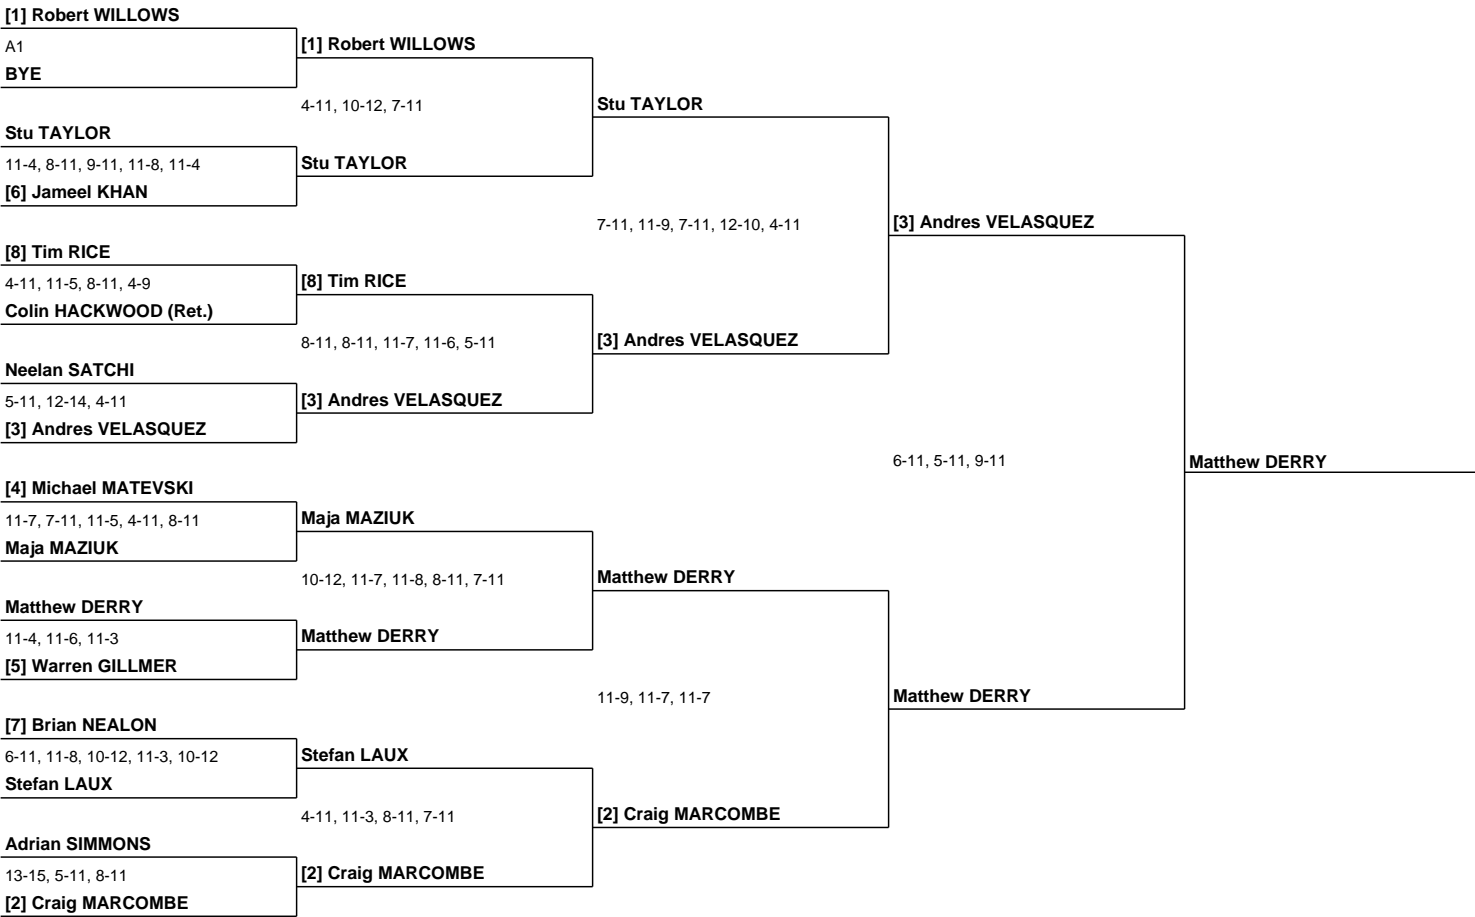 [1] Robert WILLOWS
A1
BYE
[1] Robert WILLOWS
4-11, 10-12, 7-11
Stu TAYLOR
Stu TAYLOR
11-4, 8-11, 9-11, 11-8, 11-4
[6] Jameel KHAN
Stu TAYLOR
7-11, 11-9, 7-11, 12-10, 4-11
[3] Andres VELASQUEZ
[8] Tim RICE
4-11, 11-5, 8-11, 4-9
Colin HACKWOOD (Ret.)
[8] Tim RICE
8-11, 8-11, 11-7, 11-6, 5-11
[3] Andres VELASQUEZ
Neelan SATCHI
5-11, 12-14, 4-11
[3] Andres VELASQUEZ
[3] Andres VELASQUEZ
6-11, 5-11, 9-11
Matthew DERRY
[4] Michael MATEVSKI
11-7, 7-11, 11-5, 4-11, 8-11
Maja MAZIUK
Maja MAZIUK
10-12, 11-7, 11-8, 8-11, 7-11
Matthew DERRY
Matthew DERRY
11-4, 11-6, 11-3
[5] Warren GILLMER
Matthew DERRY
11-9, 11-7, 11-7
Matthew DERRY
[7] Brian NEALON
6-11, 11-8, 10-12, 11-3, 10-12
Stefan LAUX
Stefan LAUX
4-11, 11-3, 8-11, 7-11
[2] Craig MARCOMBE
Adrian SIMMONS
13-15, 5-11, 8-11
[2] Craig MARCOMBE
[2] Craig MARCOMBE